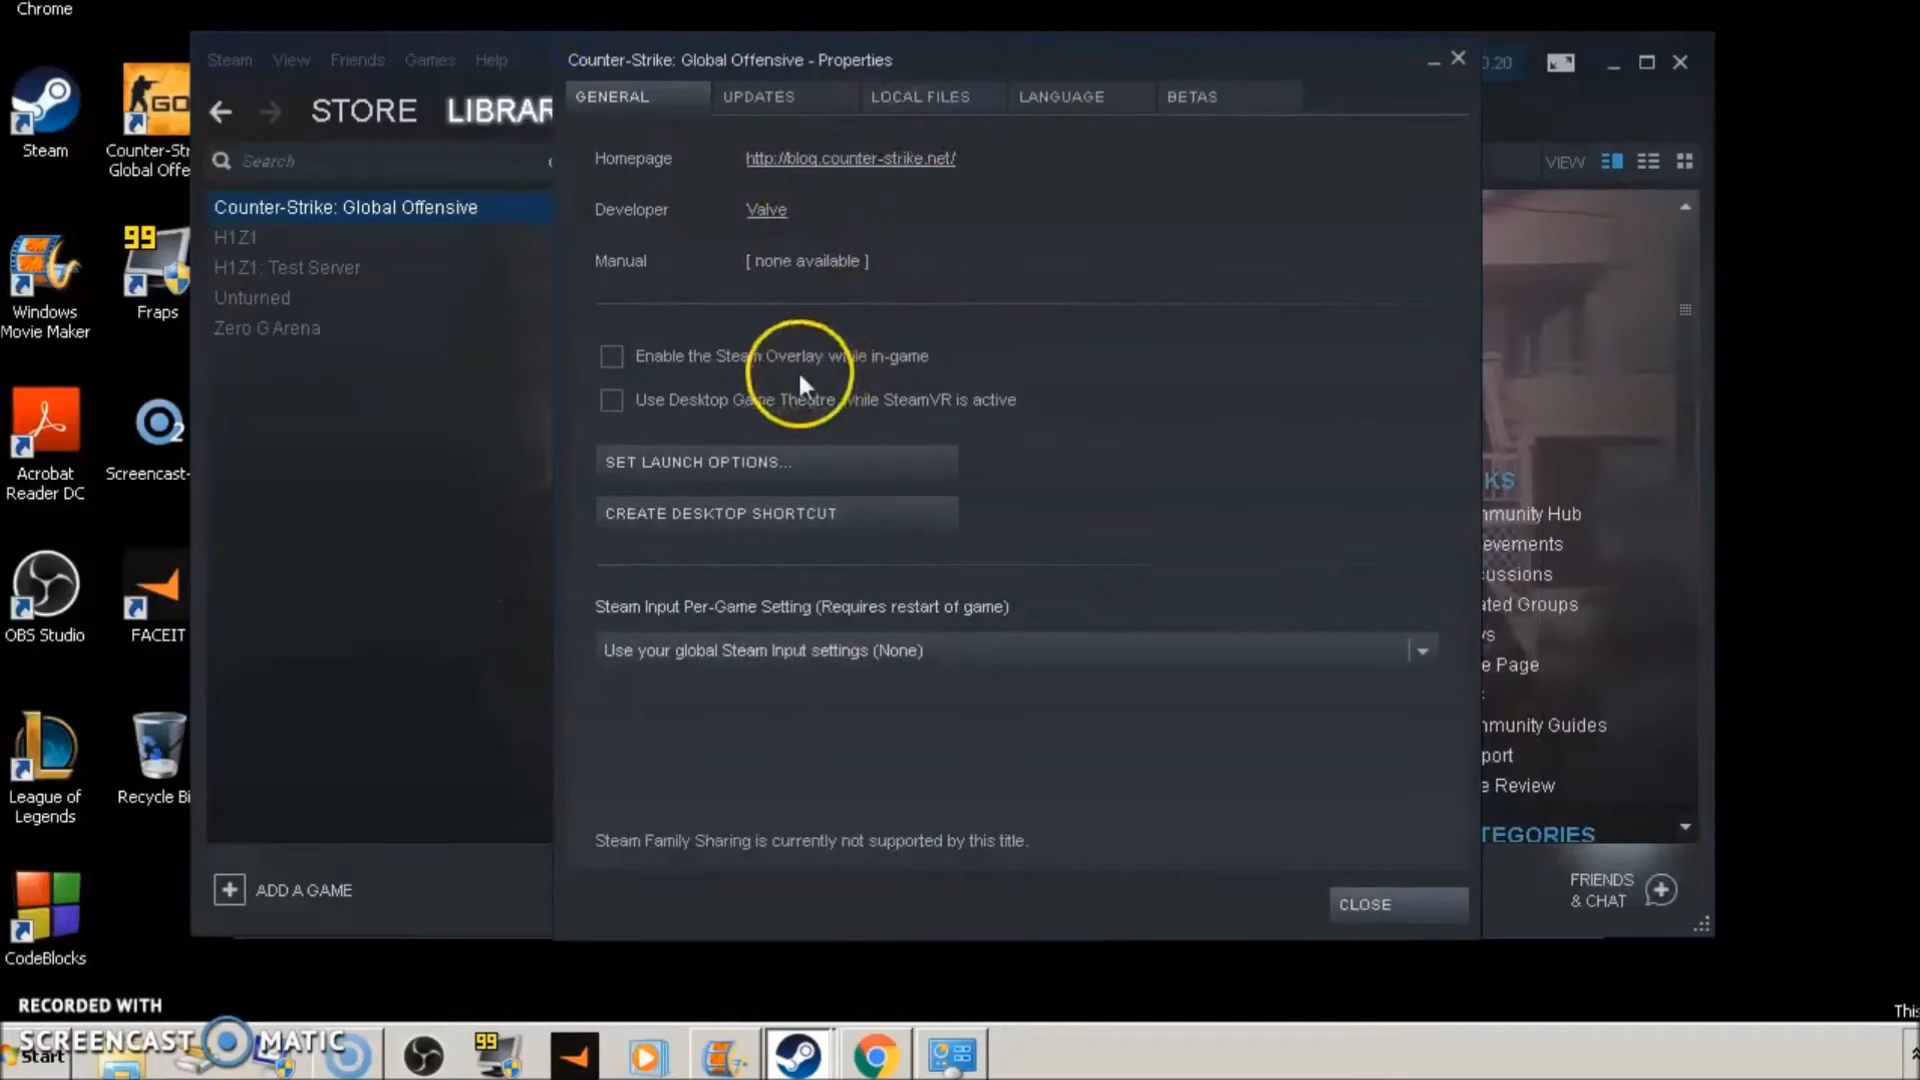 Chrome
Steam View Friends Games Help
Counter-Strike: Global Offensive - Properties
STORE LIBRAR
GENERAL UPDATES LOCAL FILES LANGUAGE BETAS
Search
VIEW
Homepage http://blog.counter-strike.net/
Developer Valve
Manual [ none available ]
Enable the Steam Overlay while in-game
Use Desktop Game Theatre while SteamVR is active
SET LAUNCH OPTIONS...
CREATE DESKTOP SHORTCUT
Steam Input Per-Game Setting (Requires restart of game)
Use your global Steam Input settings (None)
Steam Family Sharing is currently not supported by this title.
CLOSE
Counter-Strike: Global Offensive
H1Z1
H1Z1: Test Server
Unturned
Zero G Arena
ADD A GAME
KS
mmunity Hub
evements
cussions
ated Groups
vs
e Page
mmunity Guides
port
e Review
TEGORIES
FRIENDS
& CHAT
Steam
Counter-Str
Global Offe
GO
Windows
Movie Maker
99
Fraps
Acrobat
Reader DC
2
Screencast-
OBS Studio
FACEIT
League of
Legends
Recycle Bi
CodeBlocks
RECORDED WITH
SCREENCAST MATIC
Start
99
This